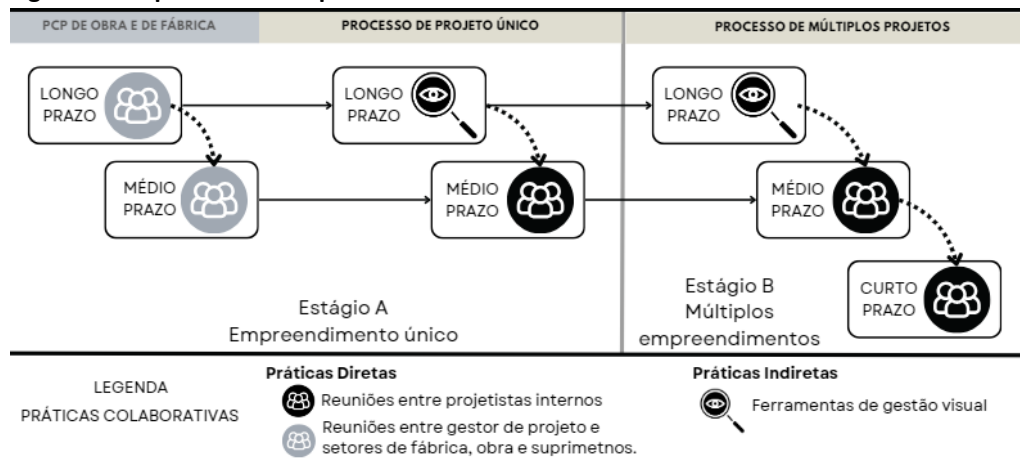 PCP DE OBRA E DE FÁBRICA
PROCESSO DE PROJETO ÚNICO
PROCESSO DE MÚLTIPLOS PROJETOS
LONGO
PRAZO
LONGO
PRAZO
LONGO
PRAZO
MÉDIO
PRAZO
MÉDIO
PRAZO
MÉDIO
PRAZO
CURTO
PRAZO
Estágio A
Empreendimento único
Estágio B
Múltiplos
empreendimentos
LEGENDA
PRÁTICAS COLABORATIVAS
Práticas Diretas
Reuniões entre projetistas internos
Reuniões entre gestor de projeto e
setores de fábrica, obra e suprimetnos.
Práticas Indiretas
Ferramentas de gestão visual